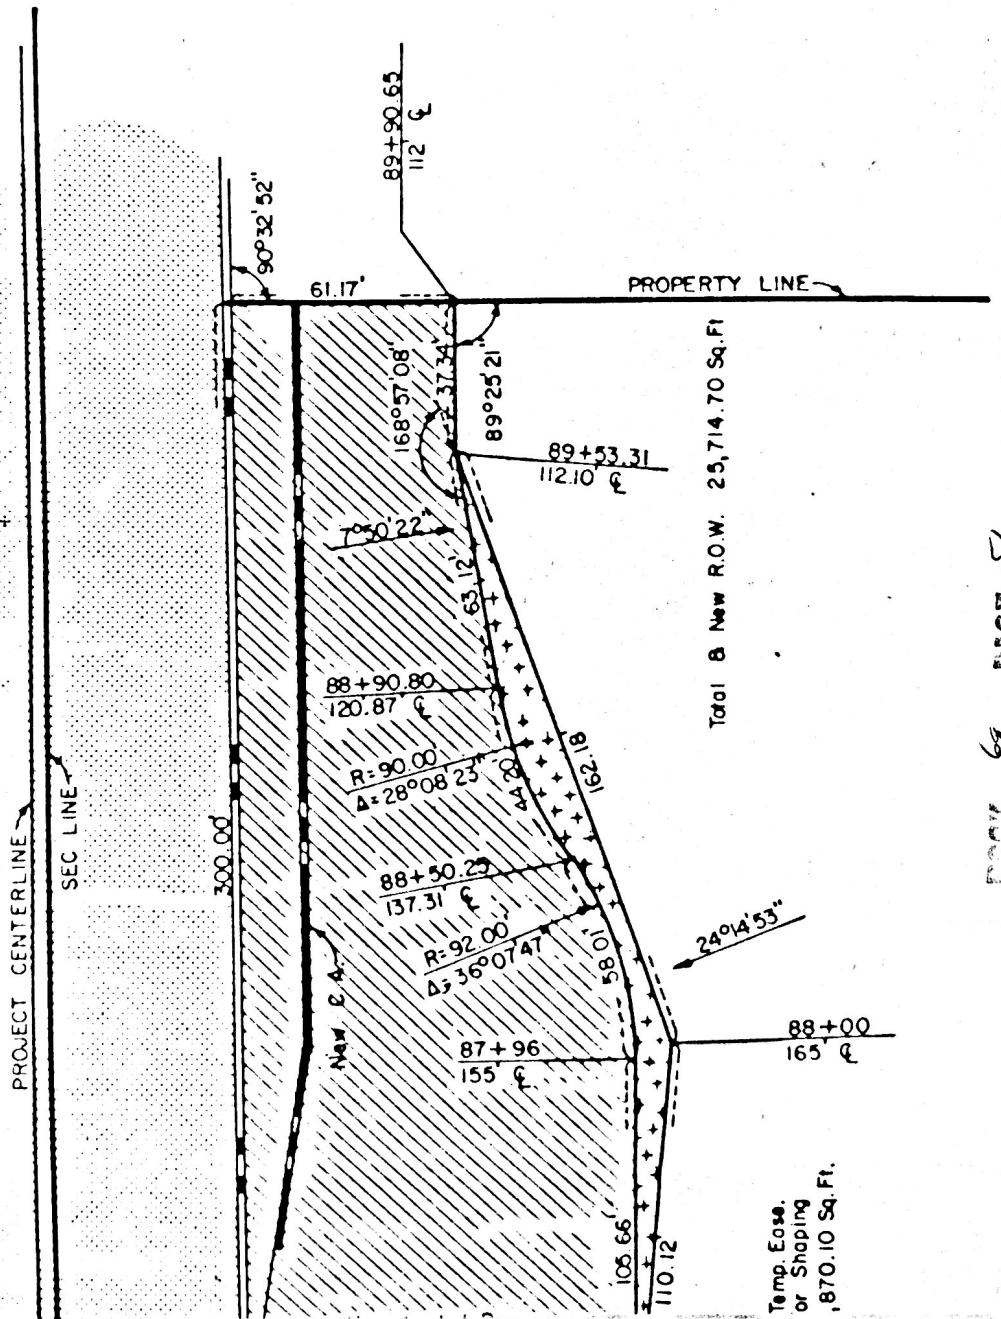 89+90.65
112' ℄
90°32'52"
61.17'
PROPERTY LINE
168°57'08"
37.34'
89°25'21"
89+53.31
112.10' ℄
7°50'22"
63.12'
Total & New R.O.W. 25,714.70 Sq.Ft
88+90.80
120.87' ℄
R=90.00'
Δ=28°08'23"
44.20'
162.18'
SEC LINE
PROJECT CENTERLINE
300.00'
88+50.25
137.31' ℄
R=92.00'
Δ=36°07'47"
58.01'
24°14'53"
New C.A.
87+96
155' ℄
88+00
165' ℄
105.66'
110.12'
Temp. Ease.
or Shaping
,870.10 Sq. Ft.